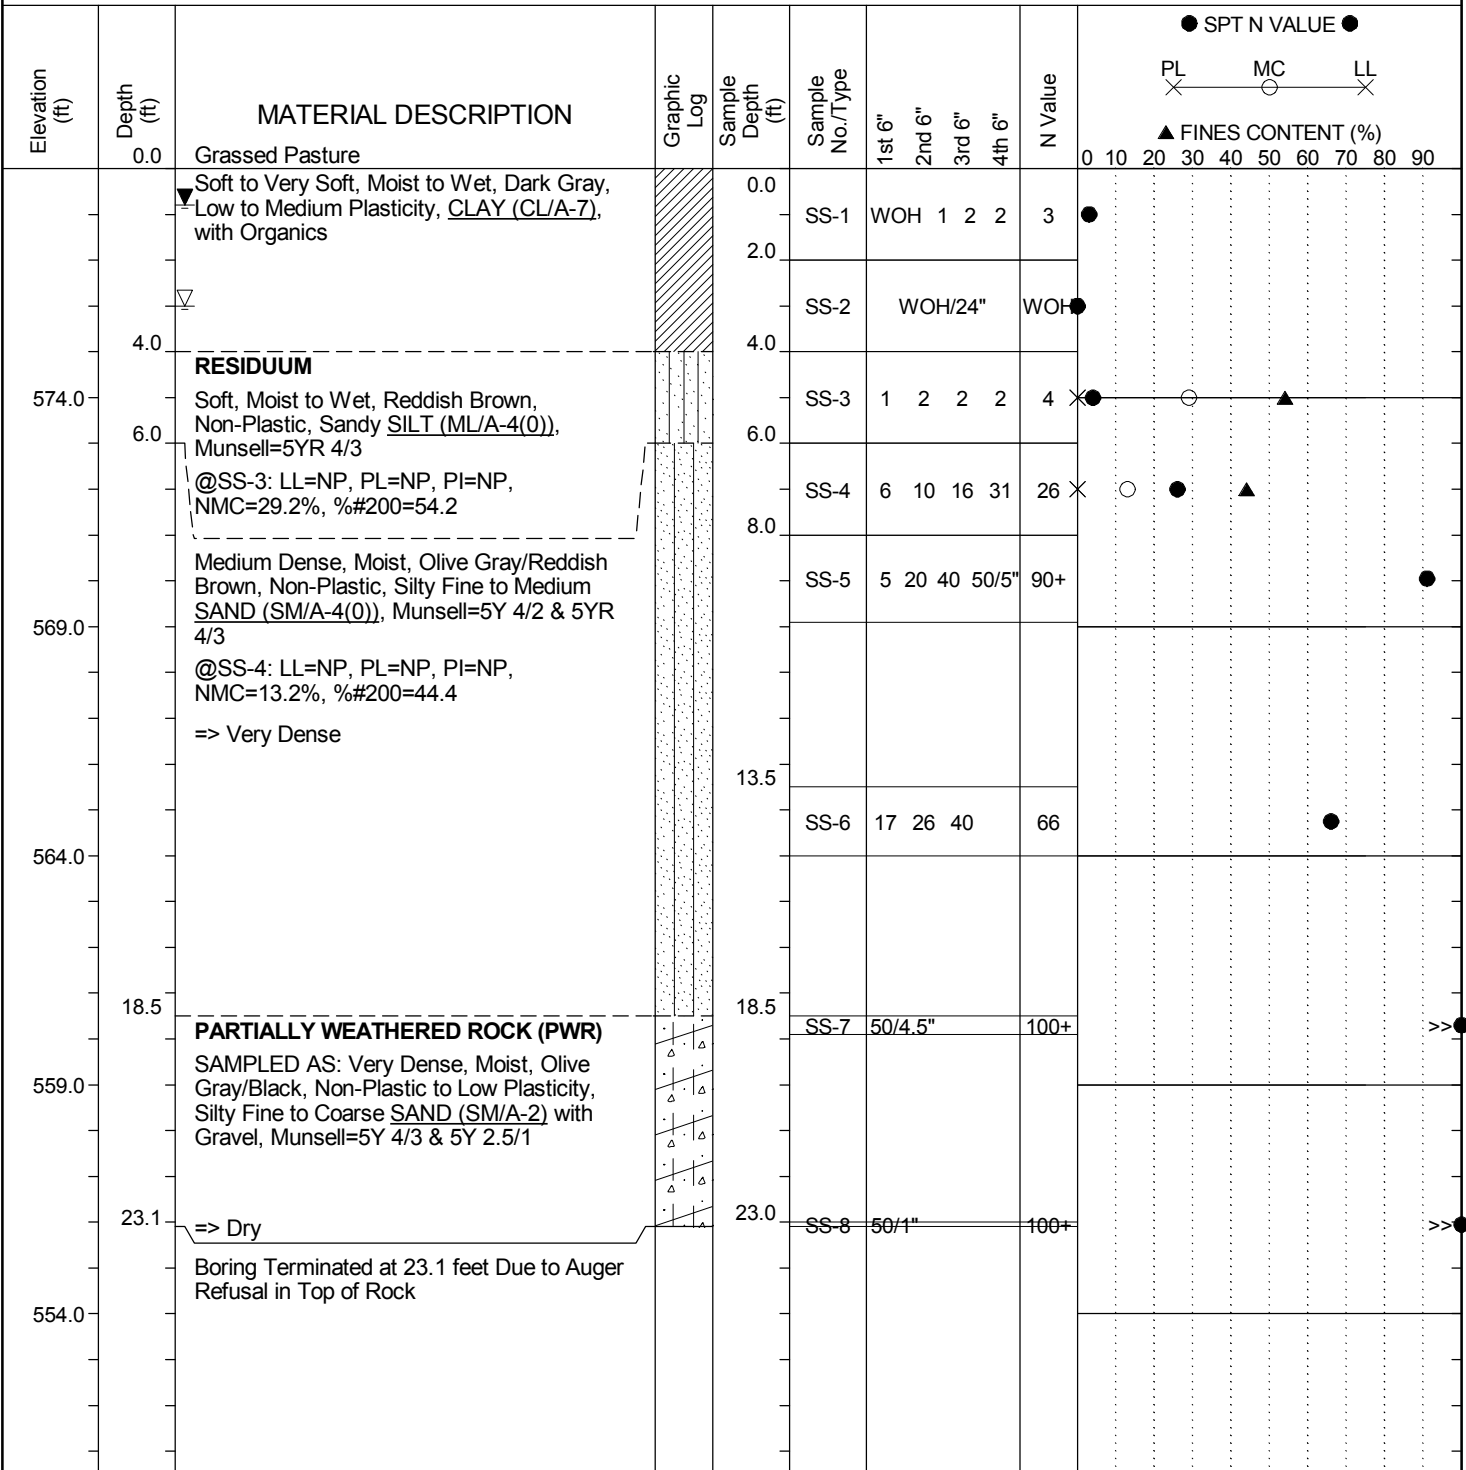 ● SPT N VALUE ●
PL MC LL
▲ FINES CONTENT (%)
0 10 20 30 40 50 60 70 80 90
Elevation (ft)
Depth (ft)
MATERIAL DESCRIPTION
Graphic Log
Sample Depth (ft)
Sample No./Type
1st 6"
2nd 6"
3rd 6"
4th 6"
N Value
0.0 Grassed Pasture
Soft to Very Soft, Moist to Wet, Dark Gray,
Low to Medium Plasticity, CLAY (CL/A-7),
with Organics
0.0
SS-1 WOH 1 2 2 3
2.0
SS-2 WOH/24" WOH
4.0 4.0
RESIDUUM
574.0
Soft, Moist to Wet, Reddish Brown,
Non-Plastic, Sandy SILT (ML/A-4(0)),
Munsell=5YR 4/3
SS-3 1 2 2 2 4
6.0 6.0
@SS-3: LL=NP, PL=NP, PI=NP,
NMC=29.2%, %#200=54.2
SS-4 6 10 16 31 26
8.0
Medium Dense, Moist, Olive Gray/Reddish
Brown, Non-Plastic, Silty Fine to Medium
SAND (SM/A-4(0)), Munsell=5Y 4/2 & 5YR
4/3
SS-5 5 20 40 50/5" 90+
569.0
@SS-4: LL=NP, PL=NP, PI=NP,
NMC=13.2%, %#200=44.4
=> Very Dense
13.5
SS-6 17 26 40 66
564.0
18.5 18.5
PARTIALLY WEATHERED ROCK (PWR)
SS-7 50/4.5" 100+ >>
SAMPLED AS: Very Dense, Moist, Olive
Gray/Black, Non-Plastic to Low Plasticity,
Silty Fine to Coarse SAND (SM/A-2) with
Gravel, Munsell=5Y 4/3 & 5Y 2.5/1
559.0
23.1 23.0
=> Dry
SS-8 50/1" 100+ >>
Boring Terminated at 23.1 feet Due to Auger
Refusal in Top of Rock
554.0